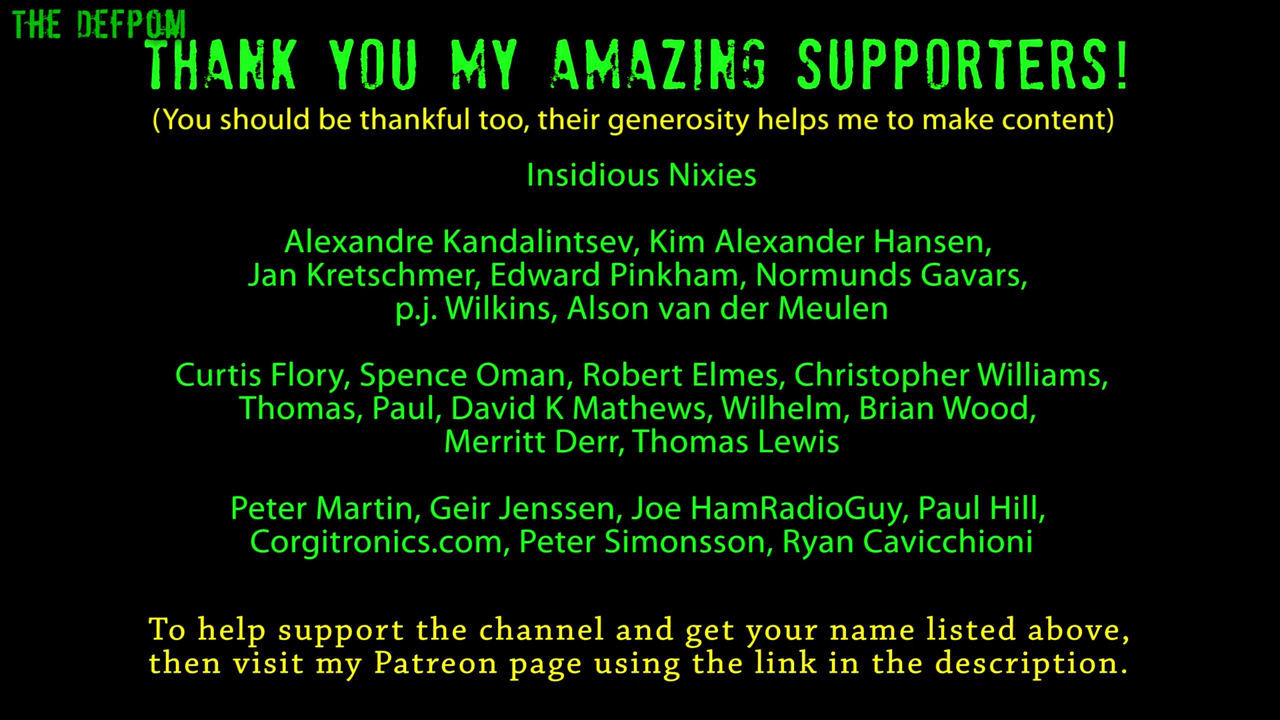 THE DEFPOM
THANK YOU MY AMAZING SUPPORTERS!
(You should be thankful too, their generosity helps me to make content)
Insidious Nixies
Alexandre Kandalintsev, Kim Alexander Hansen,
Jan Kretschmer, Edward Pinkham, Normunds Gavars,
p.j. Wilkins, Alson van der Meulen
Curtis Flory, Spence Oman, Robert Elmes, Christopher Williams,
Thomas, Paul, David K Mathews, Wilhelm, Brian Wood,
Merritt Derr, Thomas Lewis
Peter Martin, Geir Jenssen, Joe HamRadioGuy, Paul Hill,
Corgitronics.com, Peter Simonsson, Ryan Cavicchioni
To help support the channel and get your name listed above,
then visit my Patreon page using the link in the description.